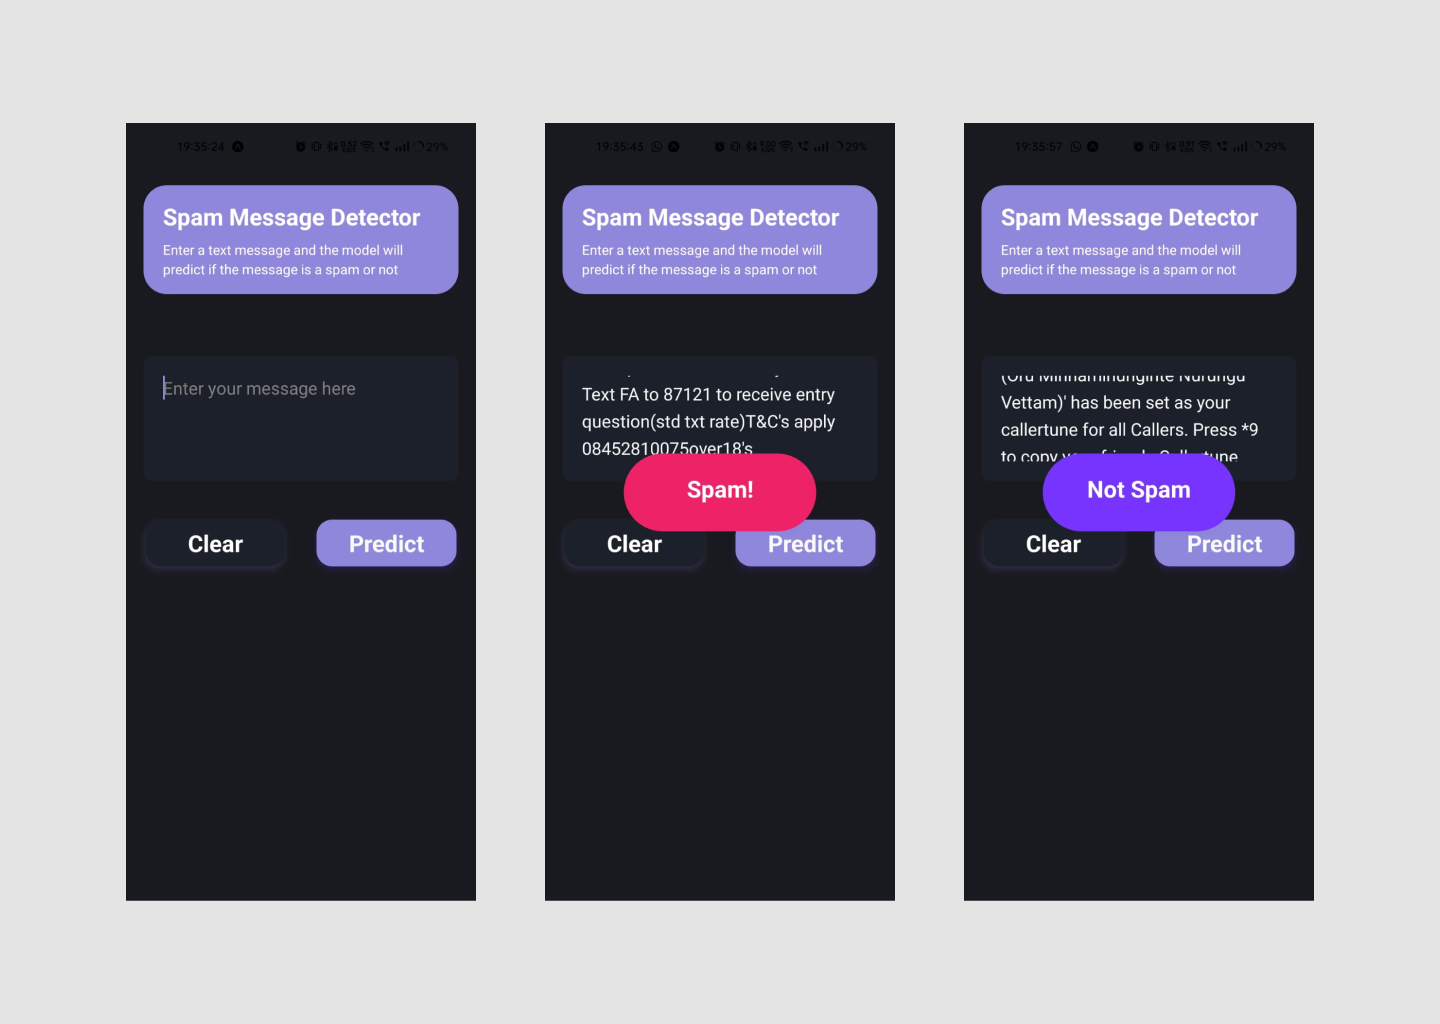 19:35:24
29%
Spam Message Detector
Enter a text message and the model will
predict if the message is a spam or not
Enter your message here
Clear
Predict
19:35:43
29%
Spam Message Detector
Enter a text message and the model will
predict if the message is a spam or not
Text FA to 87121 to receive entry
question(std txt rate)T&C's apply
08452810075over18's
Spam!
Clear
Predict
19:35:57
29%
Spam Message Detector
Enter a text message and the model will
predict if the message is a spam or not
(Oru Minnaminunginte Nurungu
Vettam)' has been set as your
callertune for all Callers. Press *9
to copy Callertune
Not Spam
Clear
Predict